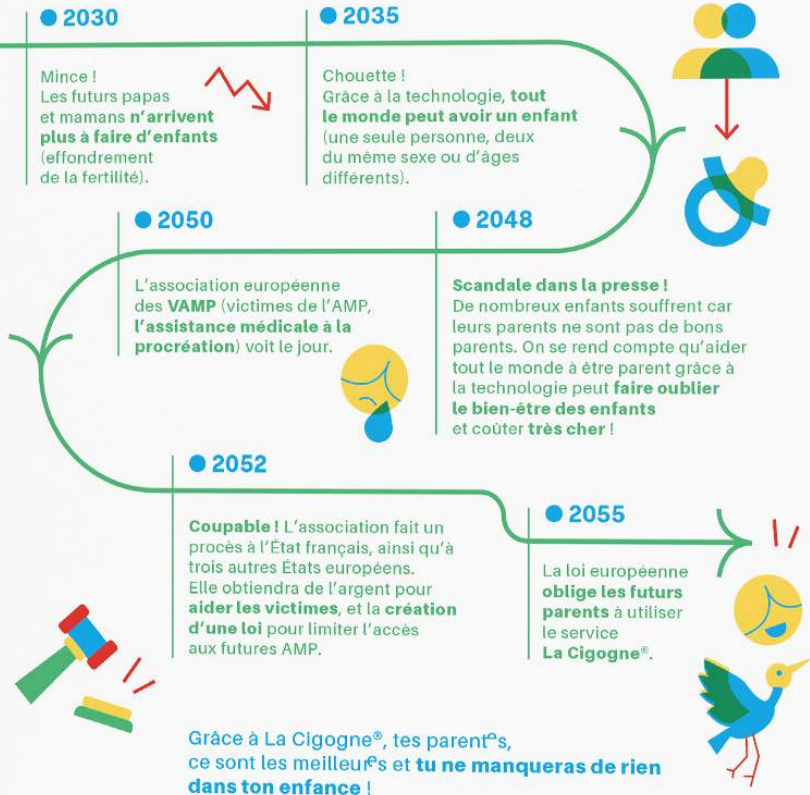 2030
Mince !
Les futurs papas
et mamans n'arrivent
plus à faire d'enfants
(effondrement
de la fertilité).
2035
Chouette !
Grâce à la technologie, tout
le monde peut avoir un enfant
(une seule personne, deux
du même sexe ou d'âges
différents).
2048
Scandale dans la presse !
De nombreux enfants souffrent car
leurs parents ne sont pas de bons
parents. On se rend compte qu'aider
tout le monde à être parent grâce à
la technologie peut faire oublier
le bien-être des enfants
et coûter très cher !
2050
L'association européenne
des VAMP (victimes de l'AMP,
l'assistance médicale à la
procréation) voit le jour.
2052
Coupable ! L'association fait un
procès à l'État français, ainsi qu'à
trois autres États européens.
Elle obtiendra de l'argent pour
aider les victimes, et la création
d'une loi pour limiter l'accès
aux futures AMP.
2055
La loi européenne
oblige les futurs
parents à utiliser
le service
La Cigogne®.
Grâce à La Cigogne®, tes parentᵉs,
ce sont les meilleurᵉs et tu ne manqueras de rien
dans ton enfance !